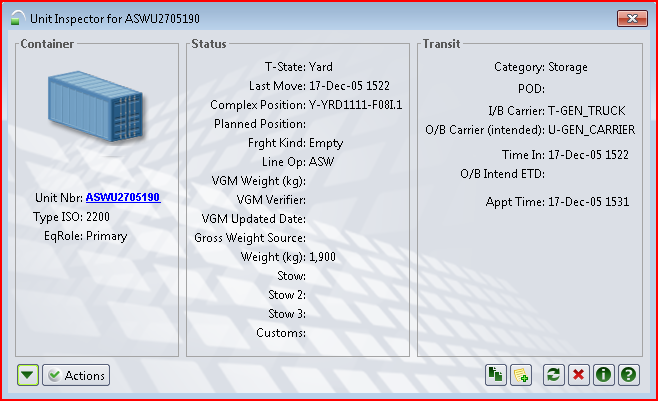 Unit Inspector for ASWU2705190
Container
Unit Nbr: ASWU2705190
Type ISO: 2200
EqRole: Primary
Status
T-State: Yard
Last Move: 17-Dec-05 1522
Complex Position: Y-YRD1111-F08I.1
Planned Position:
Frght Kind: Empty
Line Op: ASW
VGM Weight (kg):
VGM Verifier:
VGM Updated Date:
Gross Weight Source:
Weight (kg): 1,900
Stow:
Stow 2:
Stow 3:
Customs:
Transit
Category: Storage
POD:
I/B Carrier: T-GEN_TRUCK
O/B Carrier (intended): U-GEN_CARRIER
Time In: 17-Dec-05 1522
O/B Intend ETD:
Appt Time: 17-Dec-05 1531
Actions